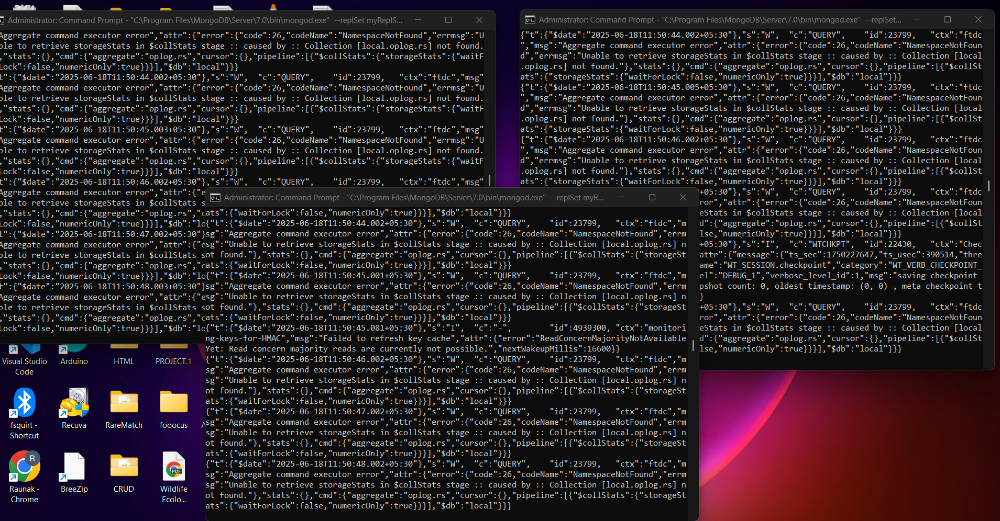 Administrator: Command Prompt - "C:\Program Files\MongoDB\Server\7.0\bin\mongod.exe"  --replSet myReplS...
Aggregate command executor error","attr":{"error":{"code":26,"codeName":"NamespaceNotFound","errmsg":"U
ble to retrieve storageStats in $collStats stage :: caused by :: Collection [local.oplog.rs] not found.
,"stats":{},"cmd":{"aggregate":"oplog.rs","cursor":{},"pipeline":[{"$collStats":{"storageStats":{"waitF
Lock":false,"numericOnly":true}}}],"$db":"local"}}}
t":{"$date":"2025-06-18T11:50:44.002+05:30"},"s":"W",  "c":"QUERY",    "id":23799,   "ctx":"ftdc","msg"
Aggregate command executor error","attr":{"error":{"code":26,"codeName":"NamespaceNotFound","errmsg":"U
ble to retrieve storageStats in $collStats stage :: caused by :: Collection [local.oplog.rs] not found.
,"stats":{},"cmd":{"aggregate":"oplog.rs","cursor":{},"pipeline":[{"$collStats":{"storageStats":{"waitF
Lock":false,"numericOnly":true}}}],"$db":"local"}}}
t":{"$date":"2025-06-18T11:50:45.003+05:30"},"s":"W",  "c":"QUERY",    "id":23799,   "ctx":"ftdc","msg"
Aggregate command executor error","attr":{"error":{"code":26,"codeName":"NamespaceNotFound","errmsg":"U
ble to retrieve storageStats in $collStats stage :: caused by :: Collection [local.oplog.rs] not found.
,"stats":{},"cmd":{"aggregate":"oplog.rs","cursor":{},"pipeline":[{"$collStats":{"storageStats":{"waitF
Lock":false,"numericOnly":true}}}],"$db":"local"}}}
t":{"$date":"2025-06-18T11:50:46.002+05:30"},"s":"W",  "c":"QUERY",    "id":23799,   "ctx":"ftdc","msg"
Aggregate command executor error","attr":{"e
ble to retrieve storageStats in $collStats s
,"stats":{},"cmd":{"aggregate":"oplog.rs","c
Lock":false,"numericOnly":true}}}],"$db":"lo
t":{"$date":"2025-06-18T11:50:47.002+05:30"}
Aggregate command executor error","attr":{"e
ble to retrieve storageStats in $collStats s
,"stats":{},"cmd":{"aggregate":"oplog.rs","c
Lock":false,"numericOnly":true}}}],"$db":"lo
t":{"$date":"2025-06-18T11:50:48.003+05:30"}
Aggregate command executor error","attr":{"e
ble to retrieve storageStats in $collStats s
,"stats":{},"cmd":{"aggregate":"oplog.rs","c
Lock":false,"numericOnly":true}}}],"$db":"lo
Administrator: Command Prompt - "C:\Program Files\MongoDB\Server\7.0\bin\mongod.exe"  --replSet...
{"t":{"$date":"2025-06-18T11:50:44.002+05:30"},"s":"W",  "c":"QUERY",    "id":23799,   "ctx":"ftdc
","msg":"Aggregate command executor error","attr":{"error":{"code":26,"codeName":"NamespaceNotFoun
d","errmsg":"Unable to retrieve storageStats in $collStats stage :: caused by :: Collection [local
.oplog.rs] not found."},"stats":{},"cmd":{"aggregate":"oplog.rs","cursor":{},"pipeline":[{"$collSt
ats":{"storageStats":{"waitForLock":false,"numericOnly":true}}}],"$db":"local"}}}
{"t":{"$date":"2025-06-18T11:50:45.005+05:30"},"s":"W",  "c":"QUERY",    "id":23799,   "ctx":"ftdc
","msg":"Aggregate command executor error","attr":{"error":{"code":26,"codeName":"NamespaceNotFoun
d","errmsg":"Unable to retrieve storageStats in $collStats stage :: caused by :: Collection [local
.oplog.rs] not found."},"stats":{},"cmd":{"aggregate":"oplog.rs","cursor":{},"pipeline":[{"$collSt
ats":{"storageStats":{"waitForLock":false,"numericOnly":true}}}],"$db":"local"}}}
{"t":{"$date":"2025-06-18T11:50:46.002+05:30"},"s":"W",  "c":"QUERY",    "id":23799,   "ctx":"ftdc
","msg":"Aggregate command executor error","attr":{"error":{"code":26,"codeName":"NamespaceNotFoun
d","errmsg":"Unable to retrieve storageStats in $collStats stage :: caused by :: Collection [local
.oplog.rs] not found."},"stats":{},"cmd":{"aggregate":"oplog.rs","cursor":{},"pipeline":[{"$collSt
ats":{"storageStats":{"waitForLock":false,"numericOnly":true}}}],"$db":"local"}}}
+05:30"},"s":"W",  "c":"QUERY",    "id":23799,   "ctx":"ftdc
ror","attr":{"error":{"code":26,"codeName":"NamespaceNotFoun
eStats in $collStats stage :: caused by :: Collection [local
d":{"aggregate":"oplog.rs","cursor":{},"pipeline":[{"$collSt
lse,"numericOnly":true}}}],"$db":"local"}}}
+05:30"},"s":"I",  "c":"WTCHKPT",  "id":22430,   "ctx":"Chec
attr":{"message":{"ts_sec":1750227647,"ts_usec":390514,"thre
ame":"WT_SESSION.checkpoint","category":"WT_VERB_CHECKPOINT_
el":"DEBUG_1","verbose_level_id":1,"msg":"saving checkpoint
pshot count: 0, oldest timestamp: (0, 0) , meta checkpoint t
}
+05:30"},"s":"W",  "c":"QUERY",    "id":23799,   "ctx":"ftdc
ror","attr":{"error":{"code":26,"codeName":"NamespaceNotFoun
eStats in $collStats stage :: caused by :: Collection [local
d":{"aggregate":"oplog.rs","cursor":{},"pipeline":[{"$collSt
lse,"numericOnly":true}}}],"$db":"local"}}}
Administrator: Command Prompt - "C:\Program Files\MongoDB\Server\7.0\bin\mongod.exe"  --replSet myR...
ats":{"waitForLock":false,"numericOnly":true}}}],"$db":"local"}}}
{"t":{"$date":"2025-06-18T11:50:44.002+05:30"},"s":"W",  "c":"QUERY",    "id":23799,   "ctx":"ftdc","m
sg":"Aggregate command executor error","attr":{"error":{"code":26,"codeName":"NamespaceNotFound","errm
sg":"Unable to retrieve storageStats in $collStats stage :: caused by :: Collection [local.oplog.rs] n
ot found."},"stats":{},"cmd":{"aggregate":"oplog.rs","cursor":{},"pipeline":[{"$collStats":{"storageSt
ats":{"waitForLock":false,"numericOnly":true}}}],"$db":"local"}}}
{"t":{"$date":"2025-06-18T11:50:45.001+05:30"},"s":"W",  "c":"QUERY",    "id":23799,   "ctx":"ftdc","m
sg":"Aggregate command executor error","attr":{"error":{"code":26,"codeName":"NamespaceNotFound","errm
sg":"Unable to retrieve storageStats in $collStats stage :: caused by :: Collection [local.oplog.rs] n
ot found."},"stats":{},"cmd":{"aggregate":"oplog.rs","cursor":{},"pipeline":[{"$collStats":{"storageSt
ats":{"waitForLock":false,"numericOnly":true}}}],"$db":"local"}}}
{"t":{"$date":"2025-06-18T11:50:45.081+05:30"},"s":"I",  "c":"-",        "id":4939300, "ctx":"monitori
ng-keys-for-HMAC","msg":"Failed to refresh key cache","attr":{"error":"ReadConcernMajorityNotAvailable
Yet: Read concern majority reads are currently not possible.","nextWakeupMillis":16600}}
{"t":{"$date":"2025-06-18T11:50:46.002+05:30"},"s":"W",  "c":"QUERY",    "id":23799,   "ctx":"ftdc","m
sg":"Aggregate command executor error","attr":{"error":{"code":26,"codeName":"NamespaceNotFound","errm
sg":"Unable to retrieve storageStats in $collStats stage :: caused by :: Collection [local.oplog.rs] n
ot found."},"stats":{},"cmd":{"aggregate":"oplog.rs","cursor":{},"pipeline":[{"$collStats":{"storageSt
ats":{"waitForLock":false,"numericOnly":true}}}],"$db":"local"}}}
{"t":{"$date":"2025-06-18T11:50:47.002+05:30"},"s":"W",  "c":"QUERY",    "id":23799,   "ctx":"ftdc","m
sg":"Aggregate command executor error","attr":{"error":{"code":26,"codeName":"NamespaceNotFound","errm
sg":"Unable to retrieve storageStats in $collStats stage :: caused by :: Collection [local.oplog.rs] n
ot found."},"stats":{},"cmd":{"aggregate":"oplog.rs","cursor":{},"pipeline":[{"$collStats":{"storageSt
ats":{"waitForLock":false,"numericOnly":true}}}],"$db":"local"}}}
{"t":{"$date":"2025-06-18T11:50:48.002+05:30"},"s":"W",  "c":"QUERY",    "id":23799,   "ctx":"ftdc","m
sg":"Aggregate command executor error","attr":{"error":{"code":26,"codeName":"NamespaceNotFound","errm
sg":"Unable to retrieve storageStats in $collStats stage :: caused by :: Collection [local.oplog.rs] n
ot found."},"stats":{},"cmd":{"aggregate":"oplog.rs","cursor":{},"pipeline":[{"$collStats":{"storageSt
ats":{"waitForLock":false,"numericOnly":true}}}],"$db":"local"}}}
Visual Studio
Code
Arduino
HTML
PROJECT.1
fsquirt -
Shortcut
Recuva
RareMatch
fooocus
A
R
PDF
Raunak -
Chrome
BreeZip
CRUD
Wildlife
Ecolo...